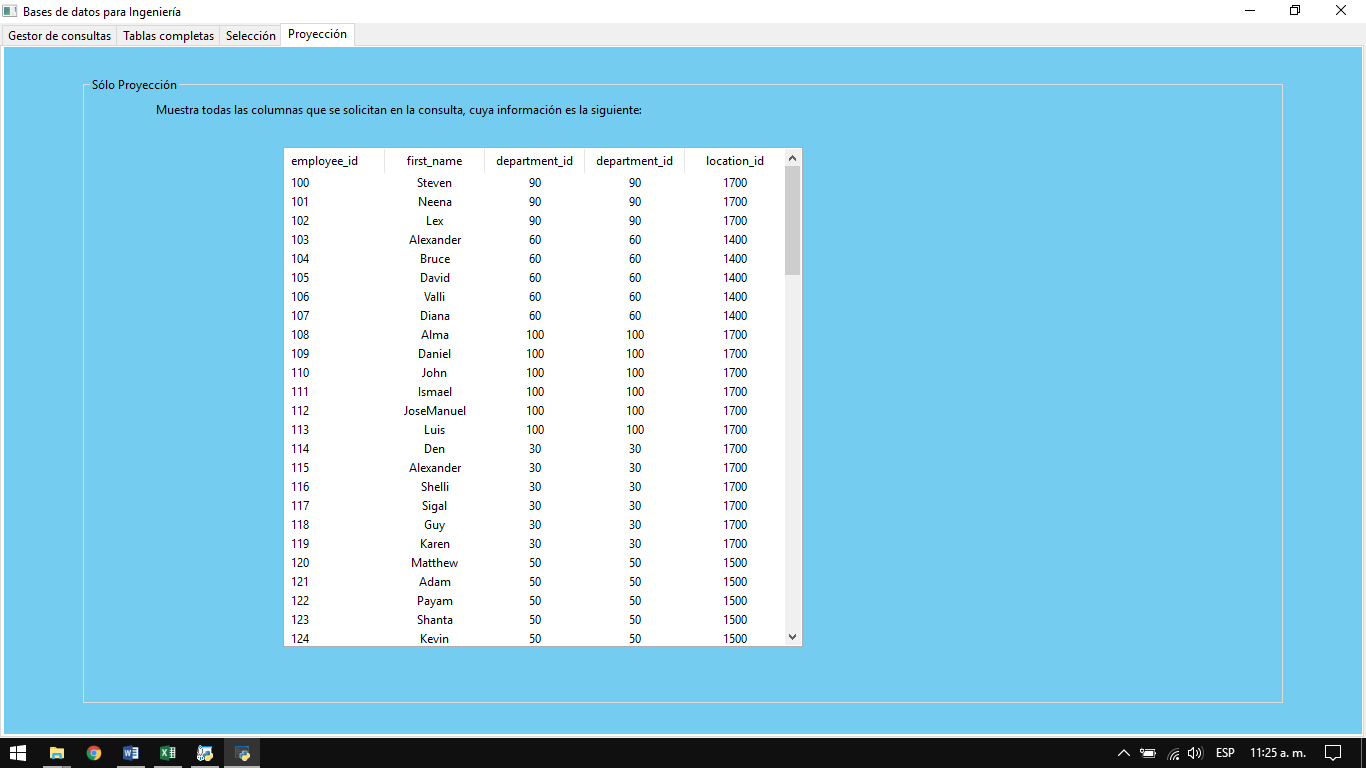 Bases de datos para Ingeniería
Gestor de consultas Tablas completas Selección Proyección
Sólo Proyección
Muestra todas las columnas que se solicitan en la consulta, cuya información es la siguiente:
employee_id first_name department_id department_id location_id
100 Steven 90 90 1700
101 Neena 90 90 1700
102 Lex 90 90 1700
103 Alexander 60 60 1400
104 Bruce 60 60 1400
105 David 60 60 1400
106 Valli 60 60 1400
107 Diana 60 60 1400
108 Alma 100 100 1700
109 Daniel 100 100 1700
110 John 100 100 1700
111 Ismael 100 100 1700
112 JoseManuel 100 100 1700
113 Luis 100 100 1700
114 Den 30 30 1700
115 Alexander 30 30 1700
116 Shelli 30 30 1700
117 Sigal 30 30 1700
118 Guy 30 30 1700
119 Karen 30 30 1700
120 Matthew 50 50 1500
121 Adam 50 50 1500
122 Payam 50 50 1500
123 Shanta 50 50 1500
124 Kevin 50 50 1500
ESP 11:25 a. m.